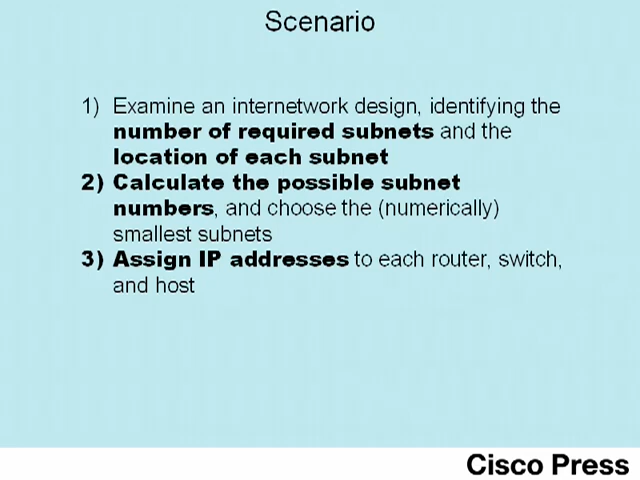 Scenario
1) Examine an internetwork design, identifying the
number of required subnets and the
location of each subnet
2) Calculate the possible subnet
numbers, and choose the (numerically)
smallest subnets
3) Assign IP addresses to each router, switch,
and host
Cisco Press